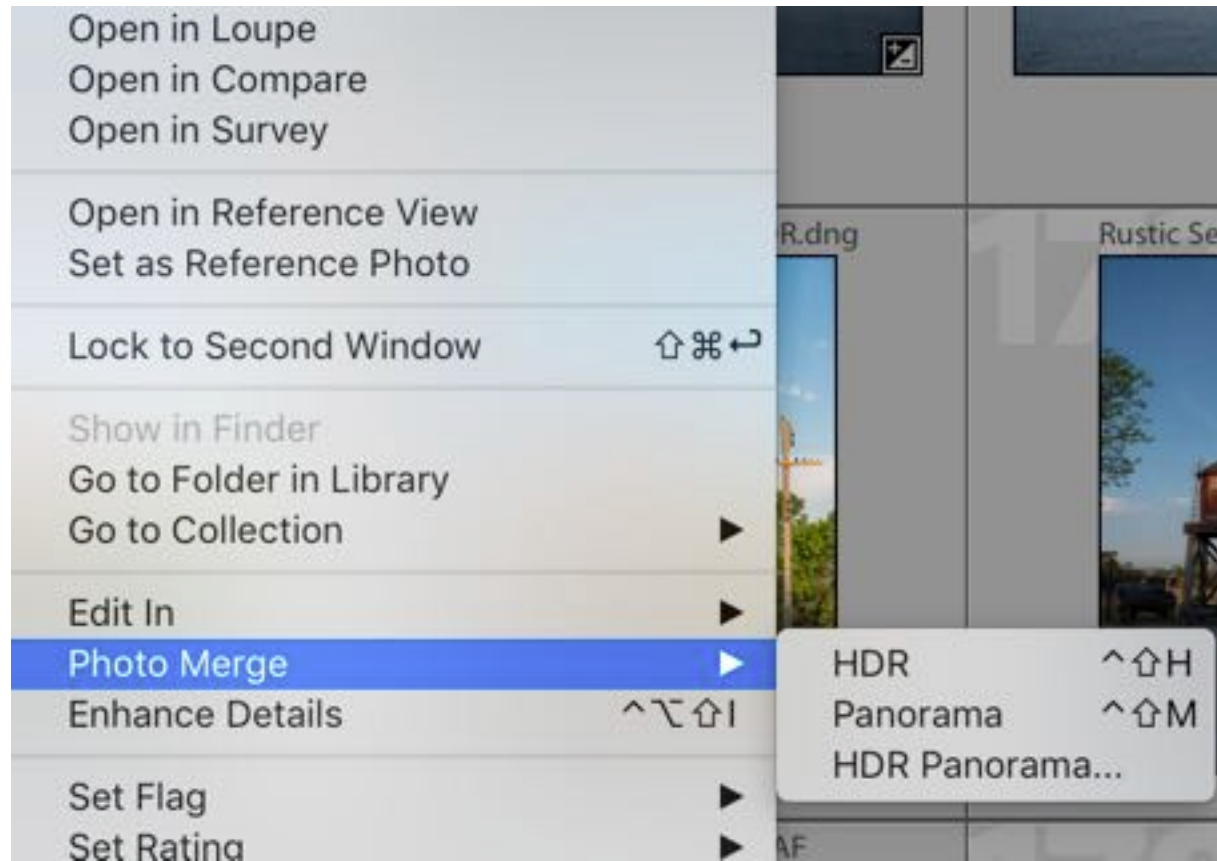 Open in Loupe
Open in Compare
Open in Survey
Open in Reference View
Set as Reference Photo
Lock to Second Window ⇧⌘↩
Show in Finder
Go to Folder in Library
Go to Collection ▶
Edit In ▶
Photo Merge ▶
Enhance Details ^⌥⇧I
Set Flag ▶
Set Rating ▶
HDR ^⇧H
Panorama ^⇧M
HDR Panorama...
R.dng
17
Rustic Se
AF